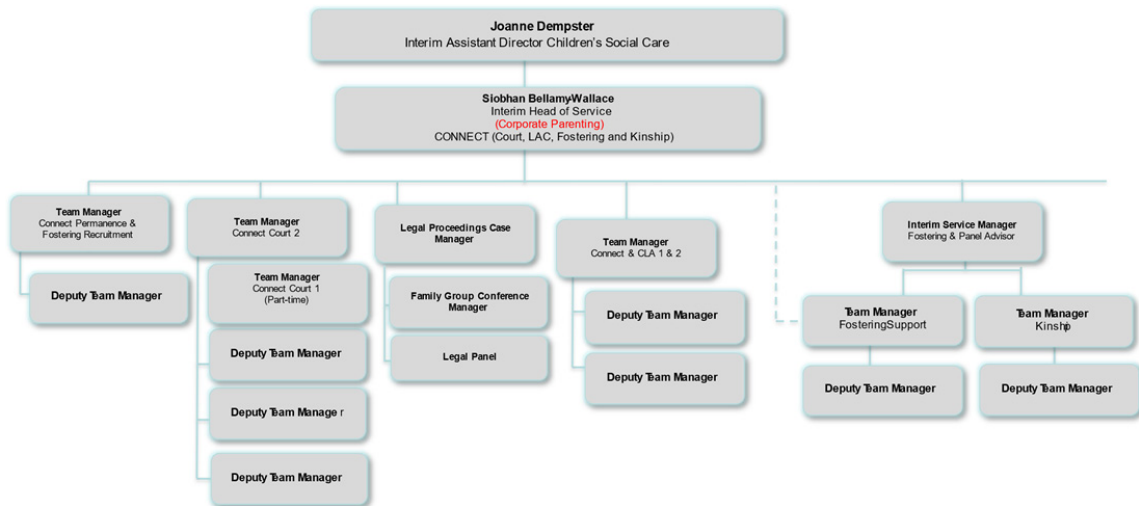 Joanne Dempster
Interim Assistant Director Children's Social Care
Siobhan Bellamy-Wallace
Interim Head of Service
(Corporate Parenting)
CONNECT (Court, LAC, Fostering and Kinship)
Team Manager
Connect Permanence &
Fostering Recruitment
Deputy Team Manager
Team Manager
Connect Court 2
Team Manager
Connect Court 1
(Part-time)
Deputy Team Manager
Deputy Team Manage r
Deputy Team Manager
Legal Proceedings Case
Manager
Family Group Conference
Manager
Legal Panel
Team Manager
Connect & CLA 1 & 2
Deputy Team Manager
Deputy Team Manager
Interim Service Manager
Fostering & Panel Advisor
Team Manager
FosteringSupport
Deputy Team Manager
Team Manager
Kinship
Deputy Team Manager